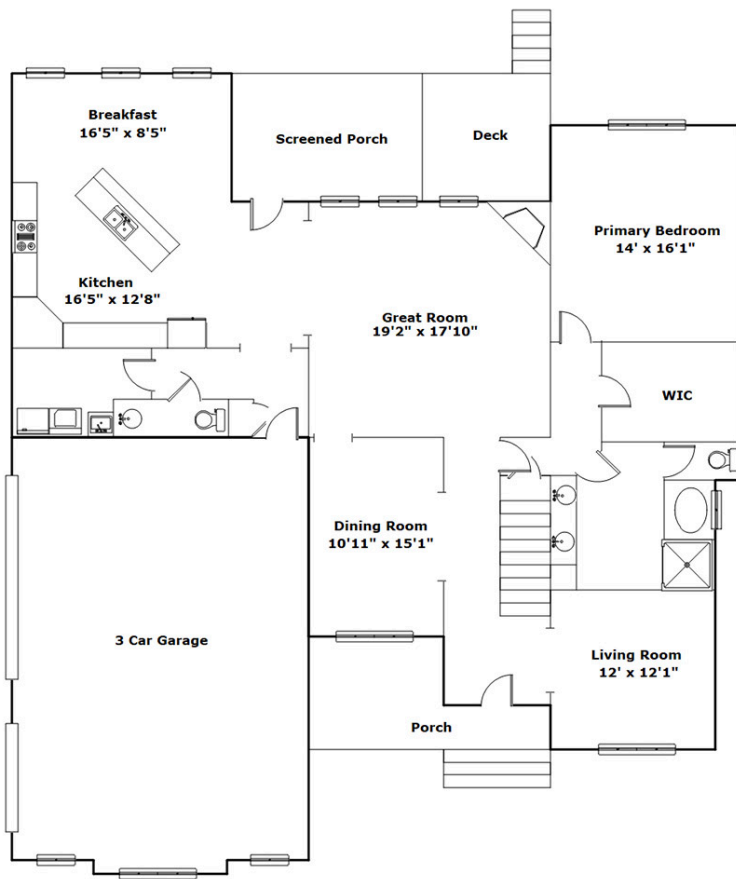 Breakfast
16'5" x 8'5"
Screened Porch
Deck
Primary Bedroom
14' x 16'1"
Kitchen
16'5" x 12'8"
Great Room
19'2" x 17'10"
WIC
Dining Room
10'11" x 15'1"
3 Car Garage
Living Room
12' x 12'1"
Porch